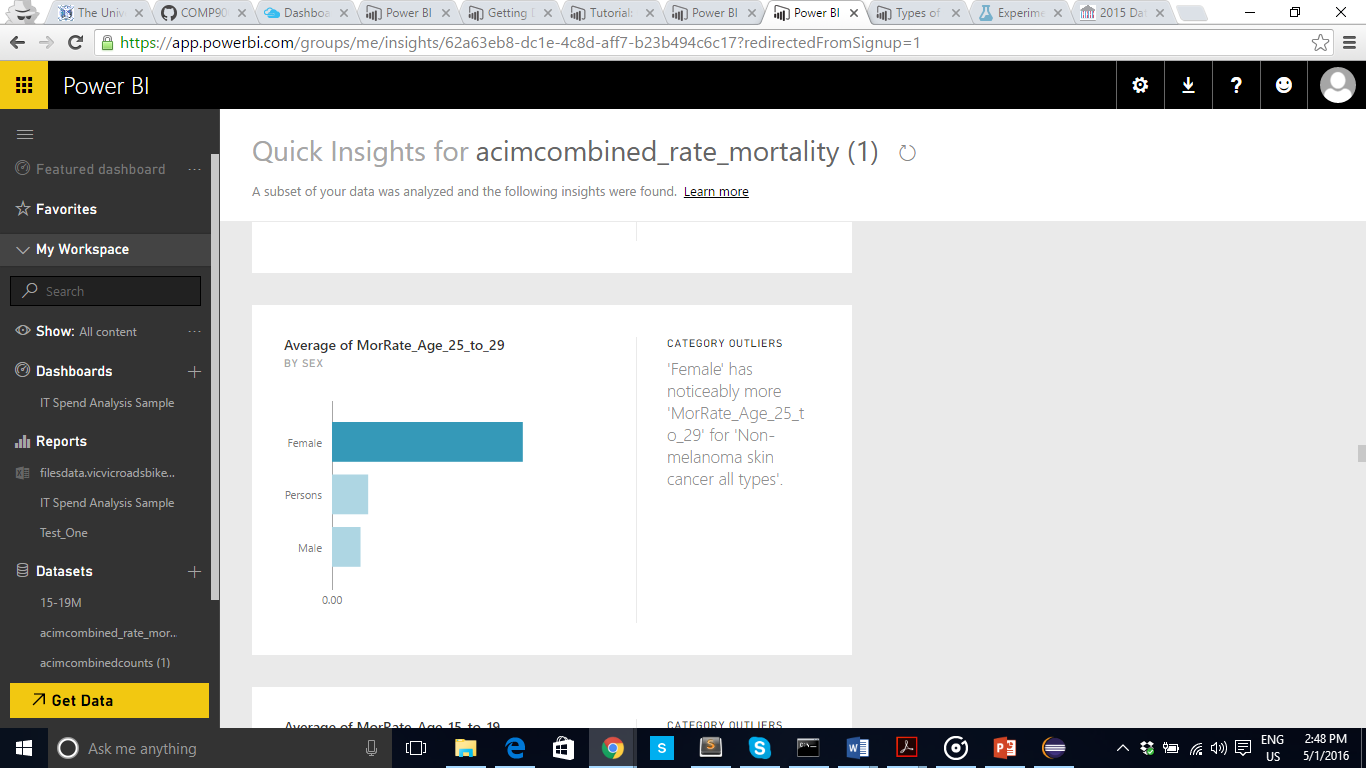 The Unive
COMP90
Dashboa
Power BI
Getting
Tutorial
Power BI
Power BI
Types of
Experime
2015 Dat
https://app.powerbi.com/groups/me/insights/62a63eb8-dc1e-4c8d-aff7-b23b494c6c17?redirectedFromSignup=1
Power BI
?
Featured dashboard ...
Favorites
My Workspace
Search
Show: All content ...
Dashboards +
IT Spend Analysis Sample
Reports
filesdata.vicvicroadsbike...
IT Spend Analysis Sample
Test_One
Datasets +
15-19M
acimcombined_rate_mor...
acimcombinedcounts (1)
Get Data
Quick Insights for acimcombined_rate_mortality (1)
A subset of your data was analyzed and the following insights were found. Learn more
Average of MorRate_Age_25_to_29
BY SEX
Female
Persons
Male
0.00
CATEGORY OUTLIERS
'Female' has
noticeably more
'MorRate_Age_25_t
o_29' for 'Non-
melanoma skin
cancer all types'.
Average of MorRate_Age_15_to_19
CATEGORY OUTLIERS
Ask me anything
ENG
US
2:48 PM
5/1/2016